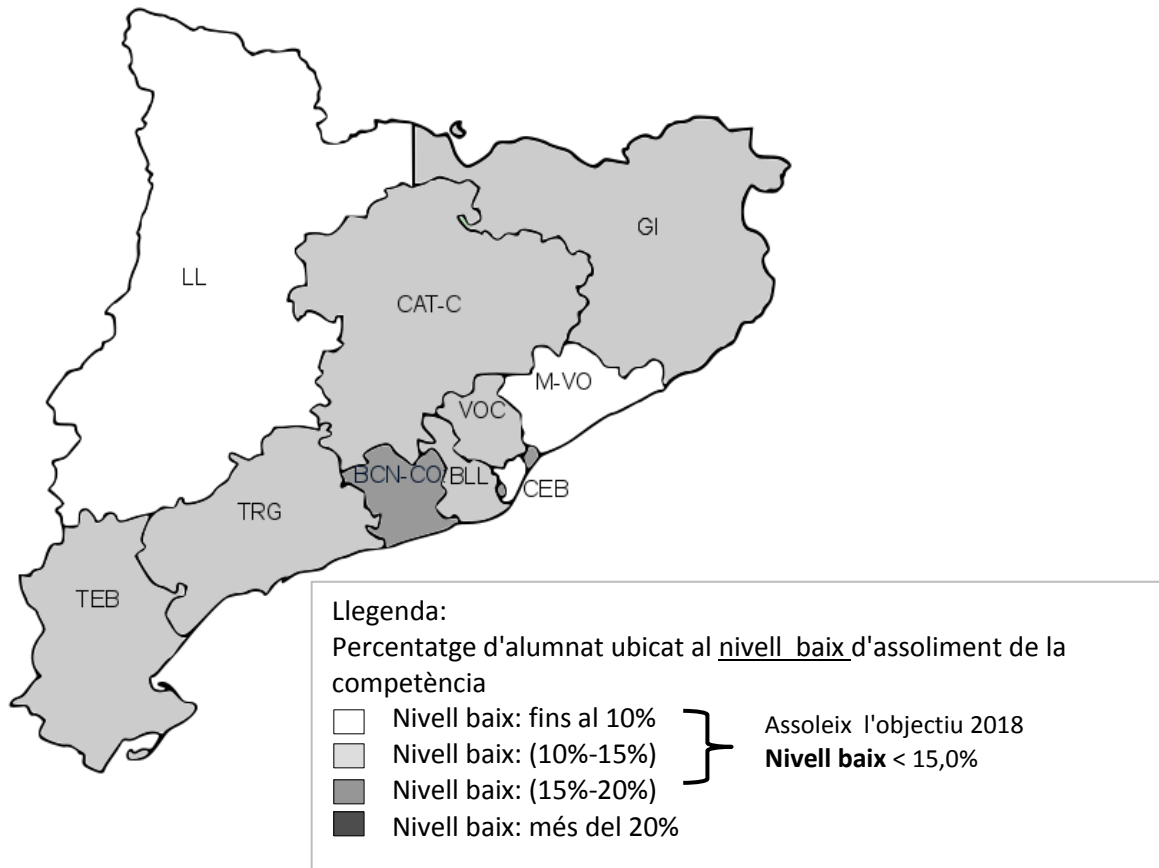 GI
LL
CAT-C
M-VO
VOC
BCN-CO
BLL
CEB
TRG
TEB
Llegenda:
Percentatge d'alumnat ubicat al nivell baix d'assoliment de la
competència
Nivell baix: fins al 10%
Nivell baix: (10%-15%)
Nivell baix: (15%-20%)
Nivell baix: més del 20%
Assoleix l'objectiu 2018
Nivell baix < 15,0%